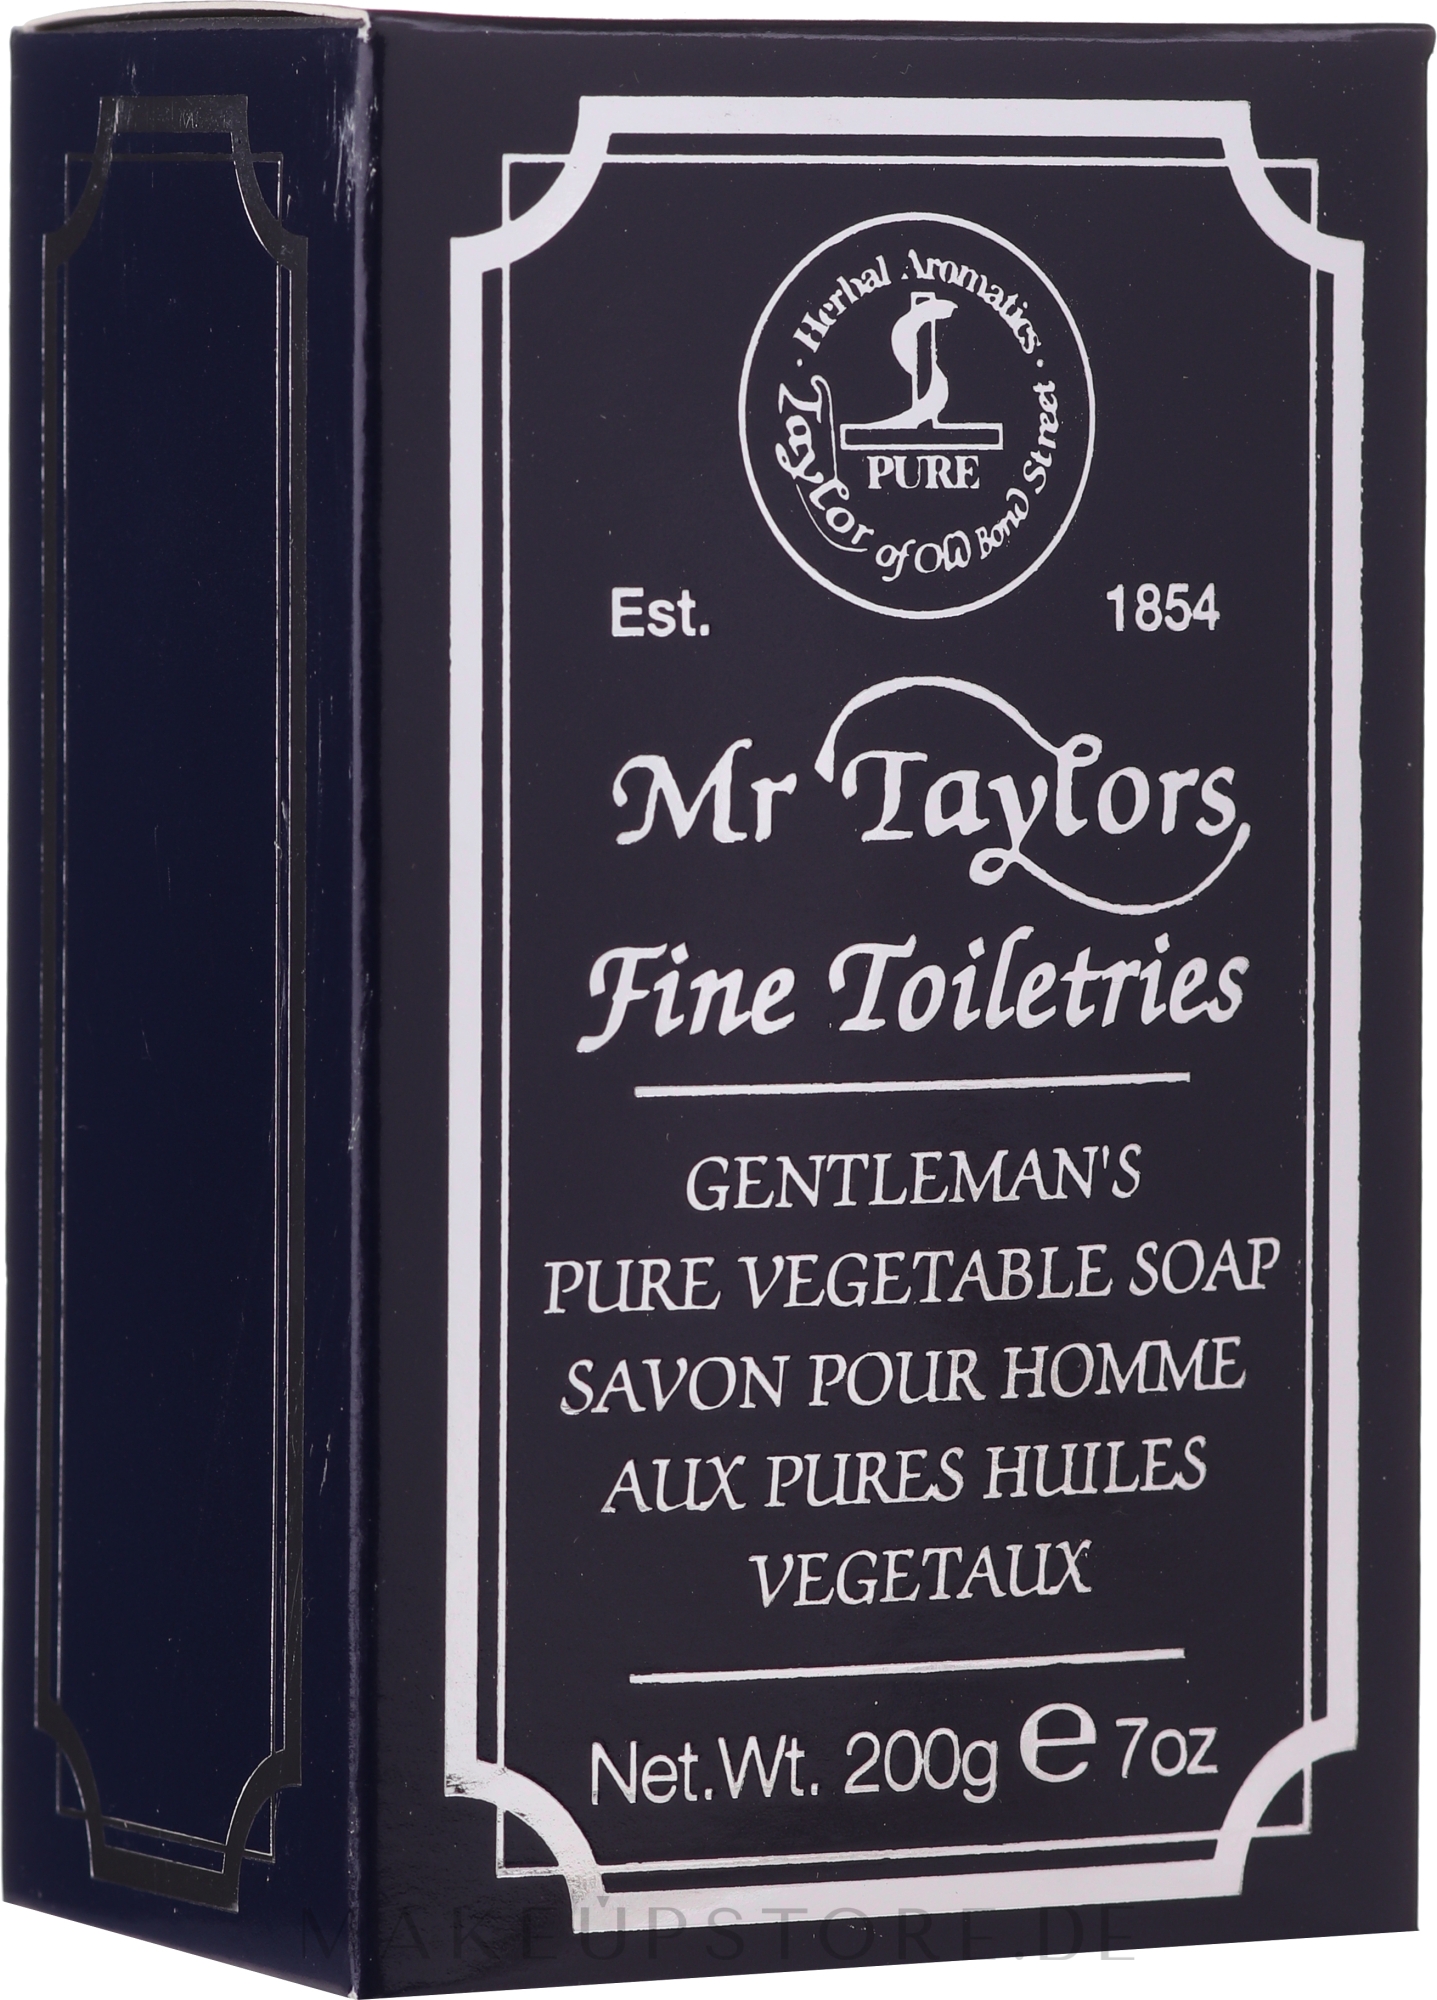 · Herbal Aromatics ·
Taylor of Old Bond Street
PURE
Est. 1854
Mr Taylors
Fine Toiletries
GENTLEMAN'S
PURE VEGETABLE SOAP
SAVON POUR HOMME
AUX PURES HUILES
VEGETAUX
Net.Wt. 200g e 7oz
MAKEUPSTORE.DE